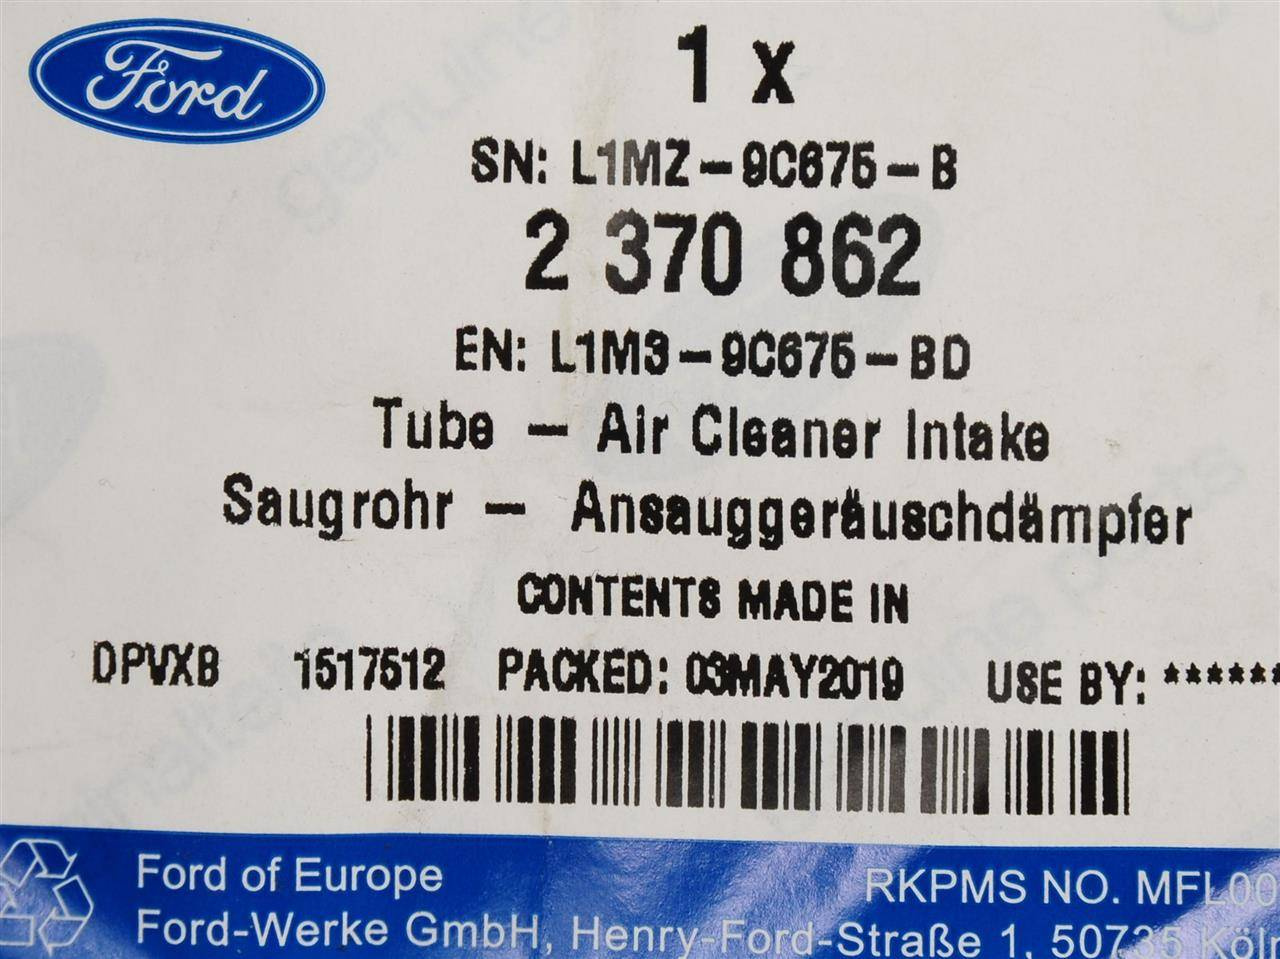 Ford
1 x
SN: L1MZ-9C675-B
2 370 862
EN: L1M3-9C675-BD
Tube - Air Cleaner Intake
Saugrohr - Ansauggeräuschdämpfer
CONTENTS MADE IN
DPVXB 1517512 PACKED: 03MAY2019 USE BY: ******
Ford of Europe RKPMS NO. MFL00
Ford-Werke GmbH, Henry-Ford-Straße 1, 50735 Köln